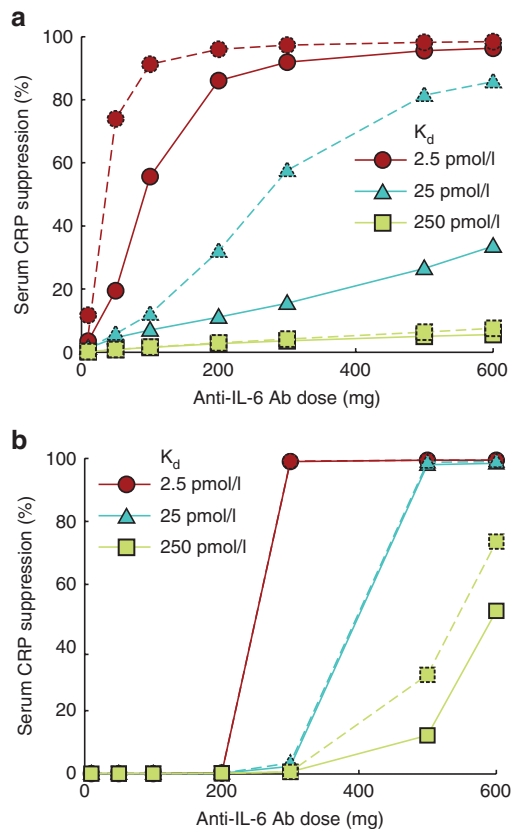 a
100
80
60
40
20
0
0
200
400
600
Serum CRP suppression (%)
Anti-IL-6 Ab dose (mg)
K_d
2.5 pmol/l
25 pmol/l
250 pmol/l
b
100
80
60
40
20
0
0
200
400
600
Serum CRP suppression (%)
Anti-IL-6 Ab dose (mg)
K_d
2.5 pmol/l
25 pmol/l
250 pmol/l